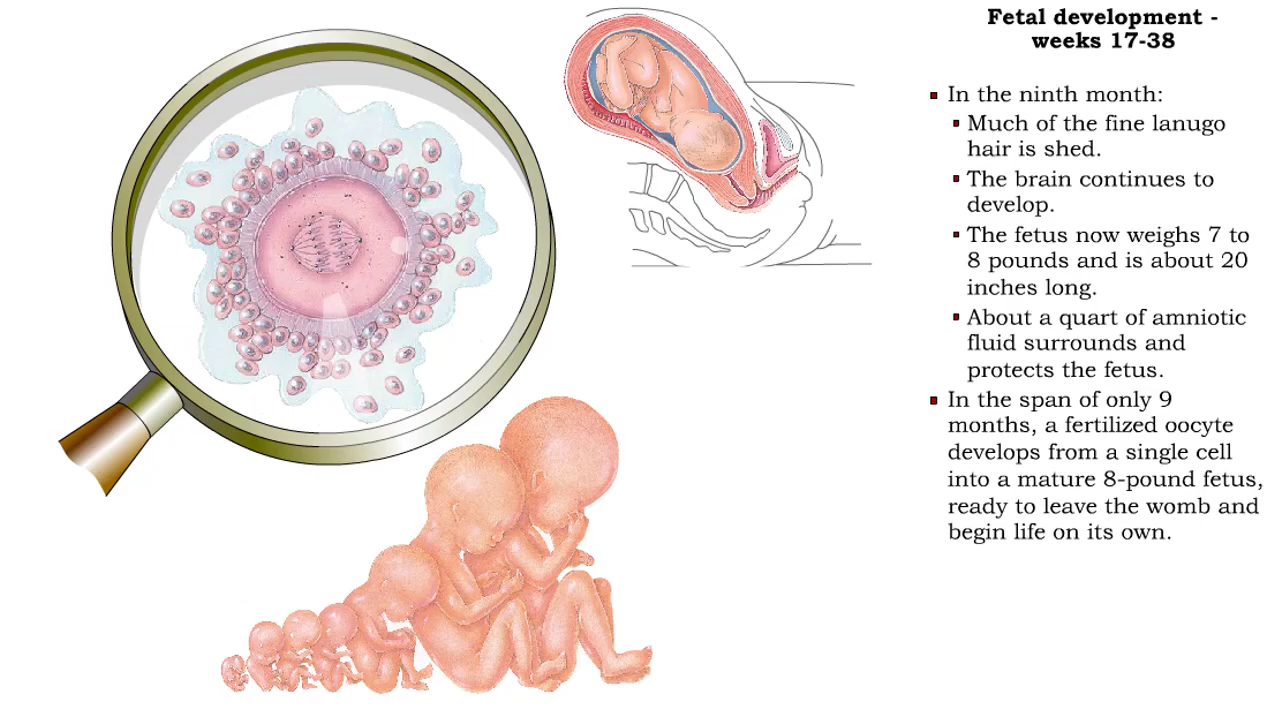 Fetal development -
weeks 17-38
In the ninth month:
Much of the fine lanugo
hair is shed.
The brain continues to
develop.
The fetus now weighs 7 to
8 pounds and is about 20
inches long.
About a quart of amniotic
fluid surrounds and
protects the fetus.
In the span of only 9
months, a fertilized oocyte
develops from a single cell
into a mature 8-pound fetus,
ready to leave the womb and
begin life on its own.